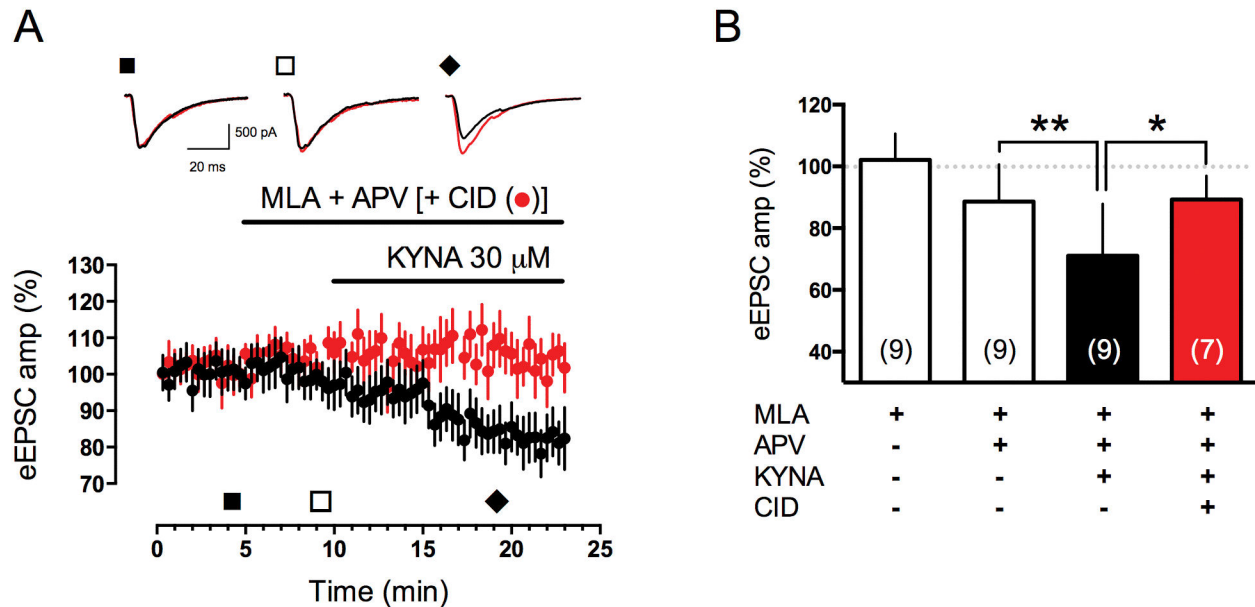 A
500 pA
20 ms
MLA + APV [+ CID (●)]
KYNA 30 μM
eEPSC amp (%)
130
120
110
100
90
80
70
0 5 10 15 20 25
Time (min)
B
eEPSC amp (%)
120
100
80
60
40
** *
(9) (9) (9) (7)
MLA + + + +
APV - + + +
KYNA - - + +
CID - - - +